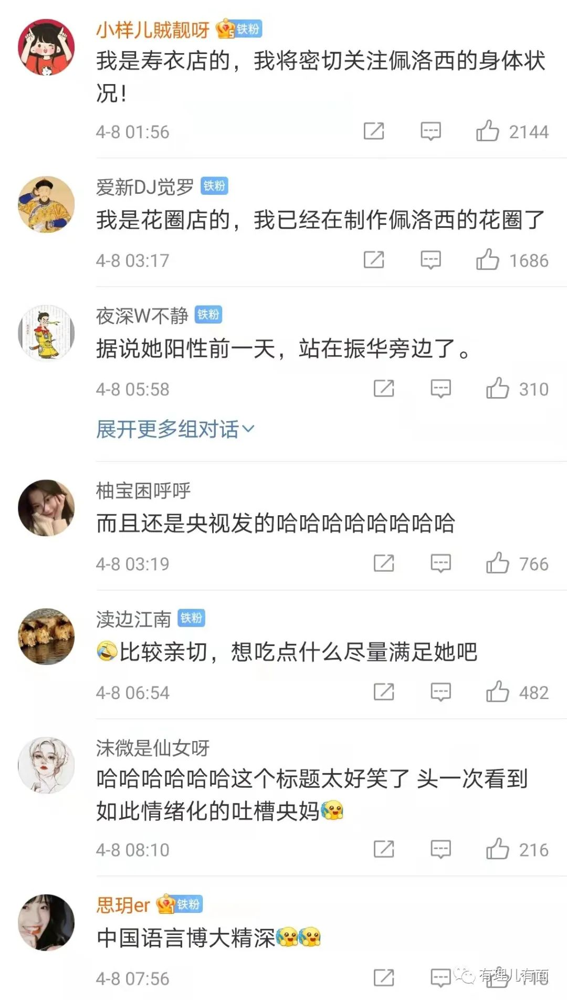 小样儿贼靓呀 5 铁粉
我是寿衣店的，我将密切关注佩洛西的身体状
况！
4-8 01:56 2144
爱新DJ觉罗 铁粉
我是花圈店的，我已经在制作佩洛西的花圈了
4-8 03:17 1686
夜深W不静 铁粉
据说她阳性前一天，站在振华旁边了。
4-8 05:58 310
展开更多组对话
柚宝困呼呼
而且还是央视发的哈哈哈哈哈哈哈哈
4-8 03:19 766
渎边江南 铁粉
比较亲切，想吃点什么尽量满足她吧
4-8 06:54 482
沫微是仙女呀
哈哈哈哈哈哈这个标题太好笑了 头一次看到
如此情绪化的吐槽央妈
4-8 08:10 216
思玥er 1 铁粉
中国语言博大精深
4-8 07:56
有理儿有面